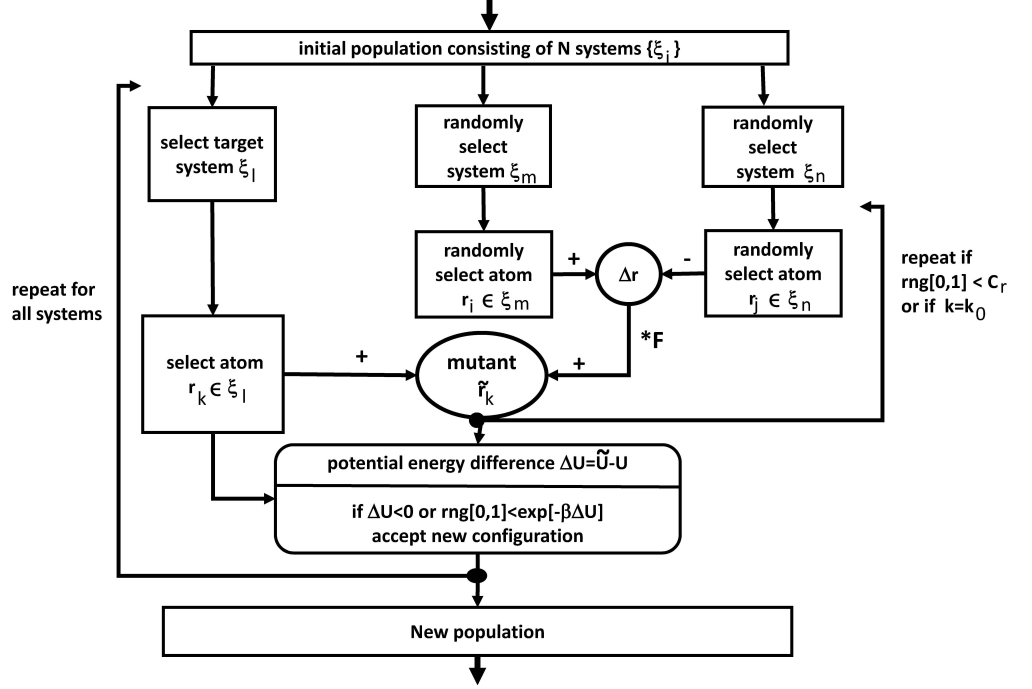 initial population consisting of N systems {ξi}
select target
system ξl
randomly
select
system ξm
randomly
select
system ξn
randomly
select atom
ri ∈ ξm
+
Δr
-
randomly
select atom
rj ∈ ξn
repeat if
rng[0,1] < Cr
or if k=k0
repeat for
all systems
*F
select atom
rk ∈ ξl
+
mutant
r̃k
+
potential energy difference ΔU=Ũ-U
if ΔU<0 or rng[0,1]<exp[-βΔU]
accept new configuration
New population